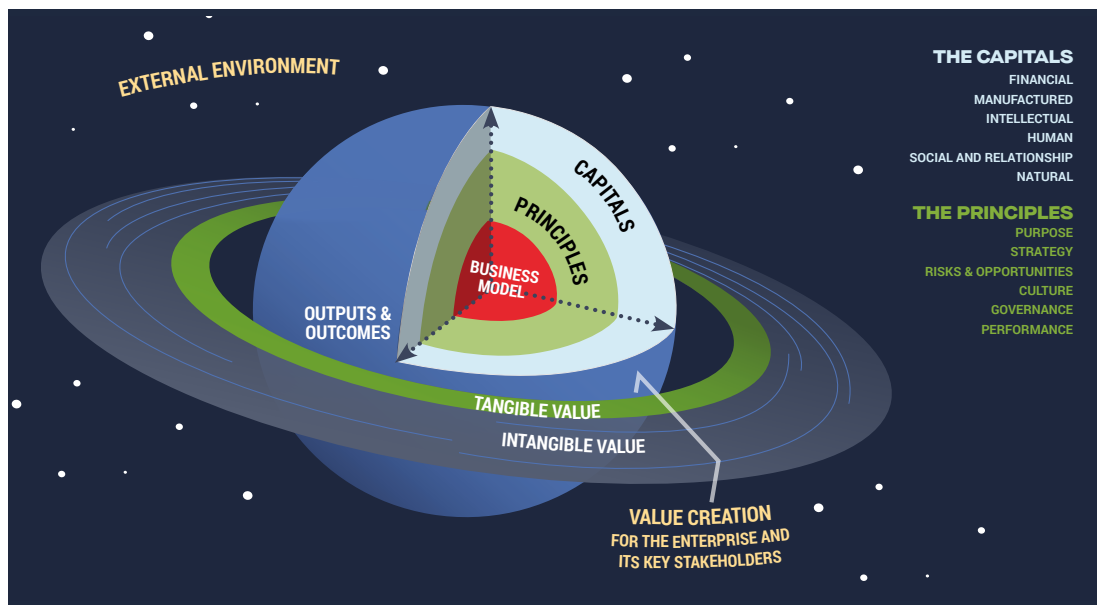 EXTERNAL ENVIRONMENT
THE CAPITALS
FINANCIAL
MANUFACTURED
INTELLECTUAL
HUMAN
SOCIAL AND RELATIONSHIP
NATURAL
THE PRINCIPLES
PURPOSE
STRATEGY
RISKS & OPPORTUNITIES
CULTURE
GOVERNANCE
PERFORMANCE
CAPITALS
PRINCIPLES
BUSINESS
MODEL
OUTPUTS &
OUTCOMES
TANGIBLE VALUE
INTANGIBLE VALUE
VALUE CREATION
FOR THE ENTERPRISE AND
ITS KEY STAKEHOLDERS